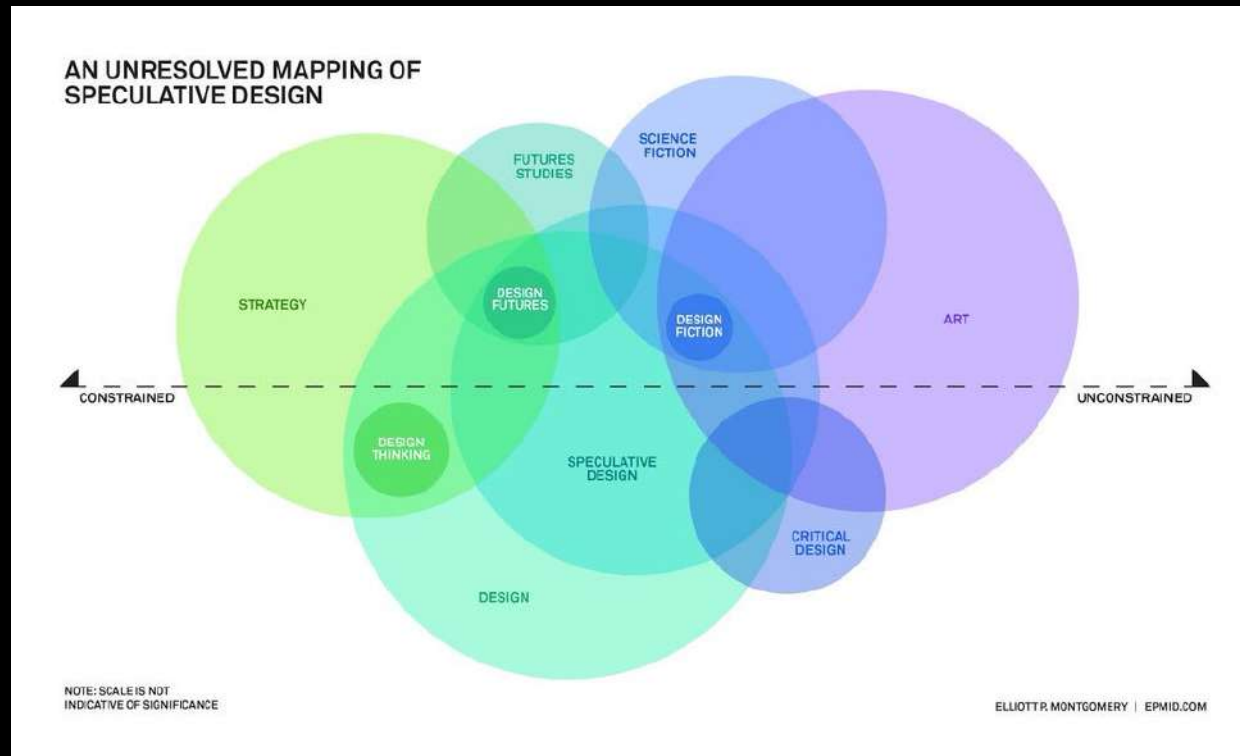 AN UNRESOLVED MAPPING OF
SPECULATIVE DESIGN
SCIENCE
FICTION
FUTURES
STUDIES
STRATEGY
DESIGN
FUTURES
DESIGN
FICTION
ART
CONSTRAINED
UNCONSTRAINED
DESIGN
THINKING
SPECULATIVE
DESIGN
CRITICAL
DESIGN
DESIGN
NOTE: SCALE IS NOT
INDICATIVE OF SIGNIFICANCE
ELLIOTT P. MONTGOMERY | EPMID.COM